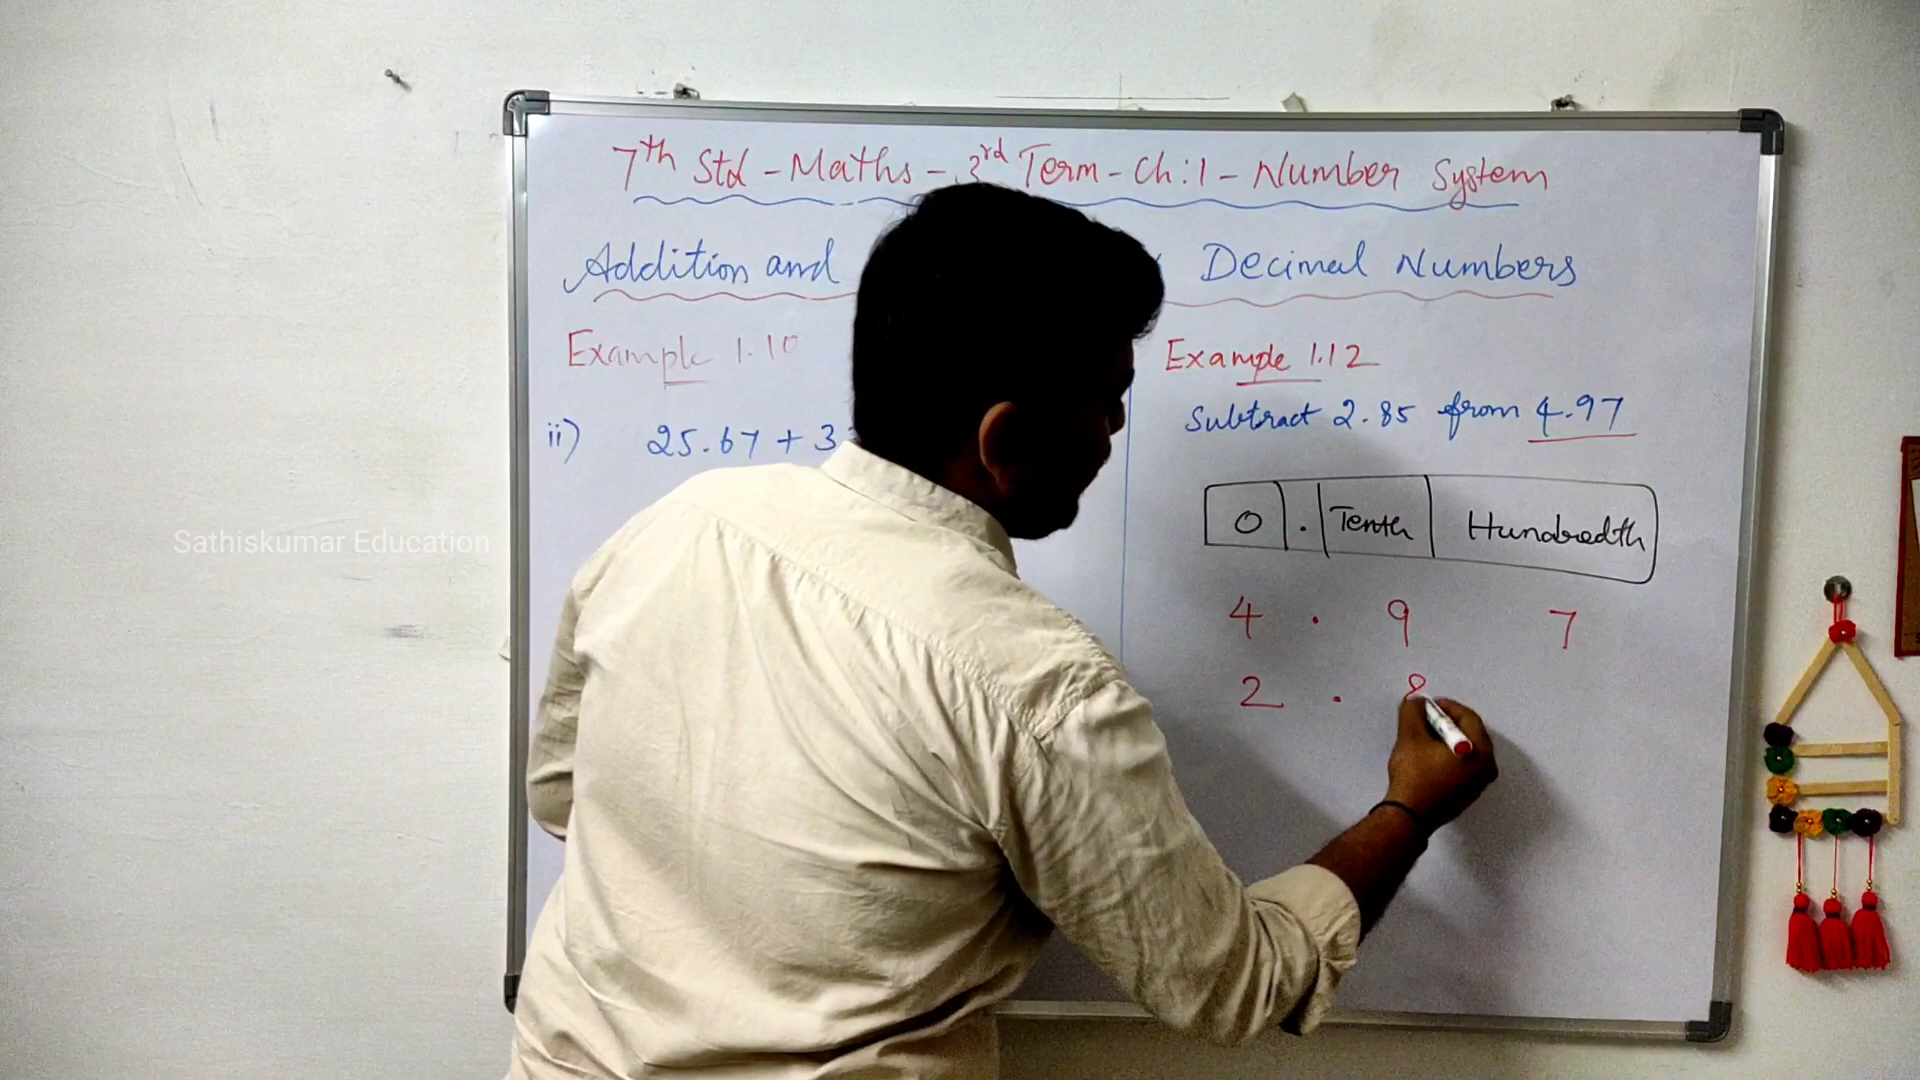 7th Std - Maths - 3rd Term - Ch:1 - Number System
Addition and Decimal Numbers
Example 1.10
ii) 25.67 + 3
Example 1.12
Subtract 2.85 from 4.97
O . Tenth Hundredth
4 . 9 7
2 . 8
Sathiskumar Education